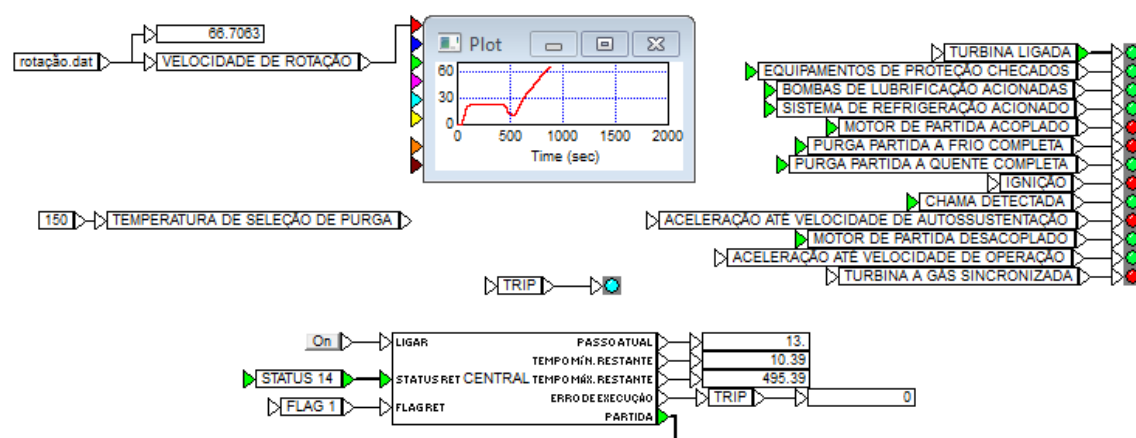 66.7063
rotação.dat
VELOCIDADE DE ROTAÇÃO
Plot
60
30
0
0
500
1000
1500
2000
Time (sec)
TURBINA LIGADA
EQUIPAMENTOS DE PROTEÇÃO CHECADOS
BOMBAS DE LUBRIFICAÇÃO ACIONADAS
SISTEMA DE REFRIGERAÇÃO ACIONADO
MOTOR DE PARTIDA ACOPLADO
PURGA PARTIDA A FRIO COMPLETA
PURGA PARTIDA A QUENTE COMPLETA
IGNIÇÃO
CHAMA DETECTADA
ACELERAÇÃO ATÉ VELOCIDADE DE AUTOSSUSTENTAÇÃO
MOTOR DE PARTIDA DESACOPLADO
ACELERAÇÃO ATÉ VELOCIDADE DE OPERAÇÃO
TURBINA A GÁS SINCRONIZADA
150
TEMPERATURA DE SELEÇÃO DE PURGA
TRIP
On
LIGAR
PASSO ATUAL
13.
TEMPO MÍN. RESTANTE
10.39
STATUS 14
STATUS RET
CENTRAL
TEMPO MÁX. RESTANTE
495.39
ERRO DE EXECUÇÃO
TRIP
0
FLAG 1
FLAG RET
PARTIDA